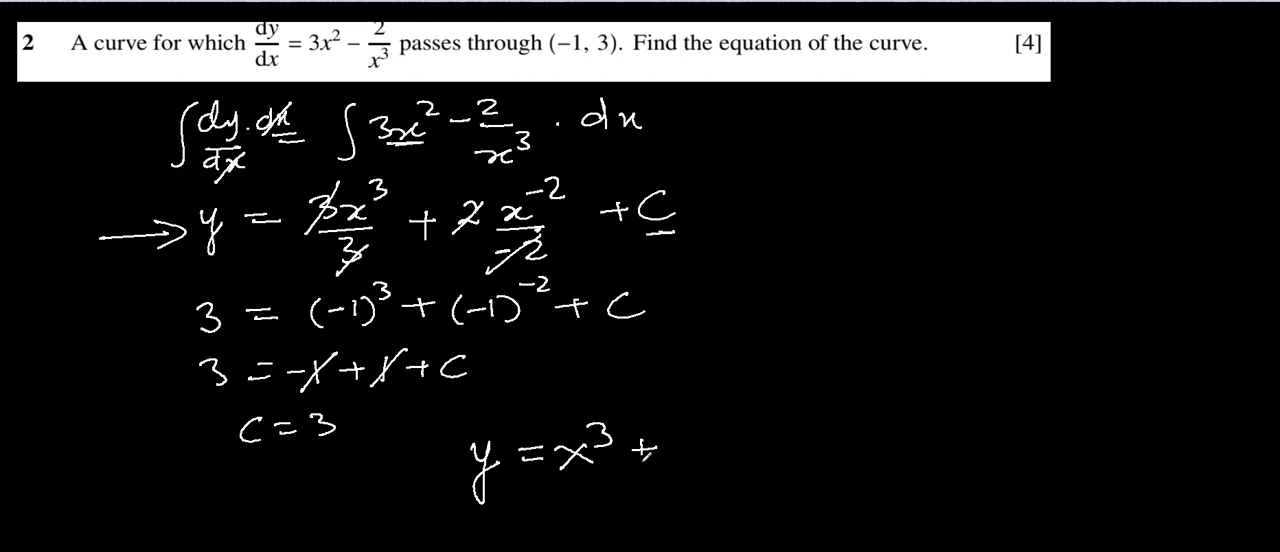 2 A curve for which dy/dx = 3x² − 2/x³ passes through (−1, 3). Find the equation of the curve. [4]
∫ dy/dx . dx = ∫ 3x² − 2/x³ . dx
→ y = 3x³/3 + 2 x⁻²/−2 + C
3 = (−1)³ + (−1)⁻² + C
3 = −1 + 1 + C
C = 3
y = x³ +